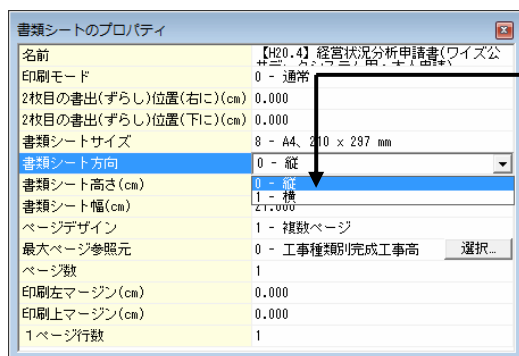 書類シートのプロパティ
名前 【H20.4】経営状況分析申請書(ワイズ公
印刷モード 0 - 通常
2枚目の書出(ずらし)位置(右に)(cm) 0.000
2枚目の書出(ずらし)位置(下に)(cm) 0.000
書類シートサイズ 8 - A4、210 x 297 mm
書類シート方向 0 - 縦
書類シート高さ(cm) 0 - 縦
1 - 横
書類シート幅(cm) 21.000
ページデザイン 1 - 複数ページ
最大ページ参照元 0 - 工事種類別完成工事高 選択...
ページ数 1
印刷左マージン(cm) 0.000
印刷上マージン(cm) 0.000
1ページ行数 1